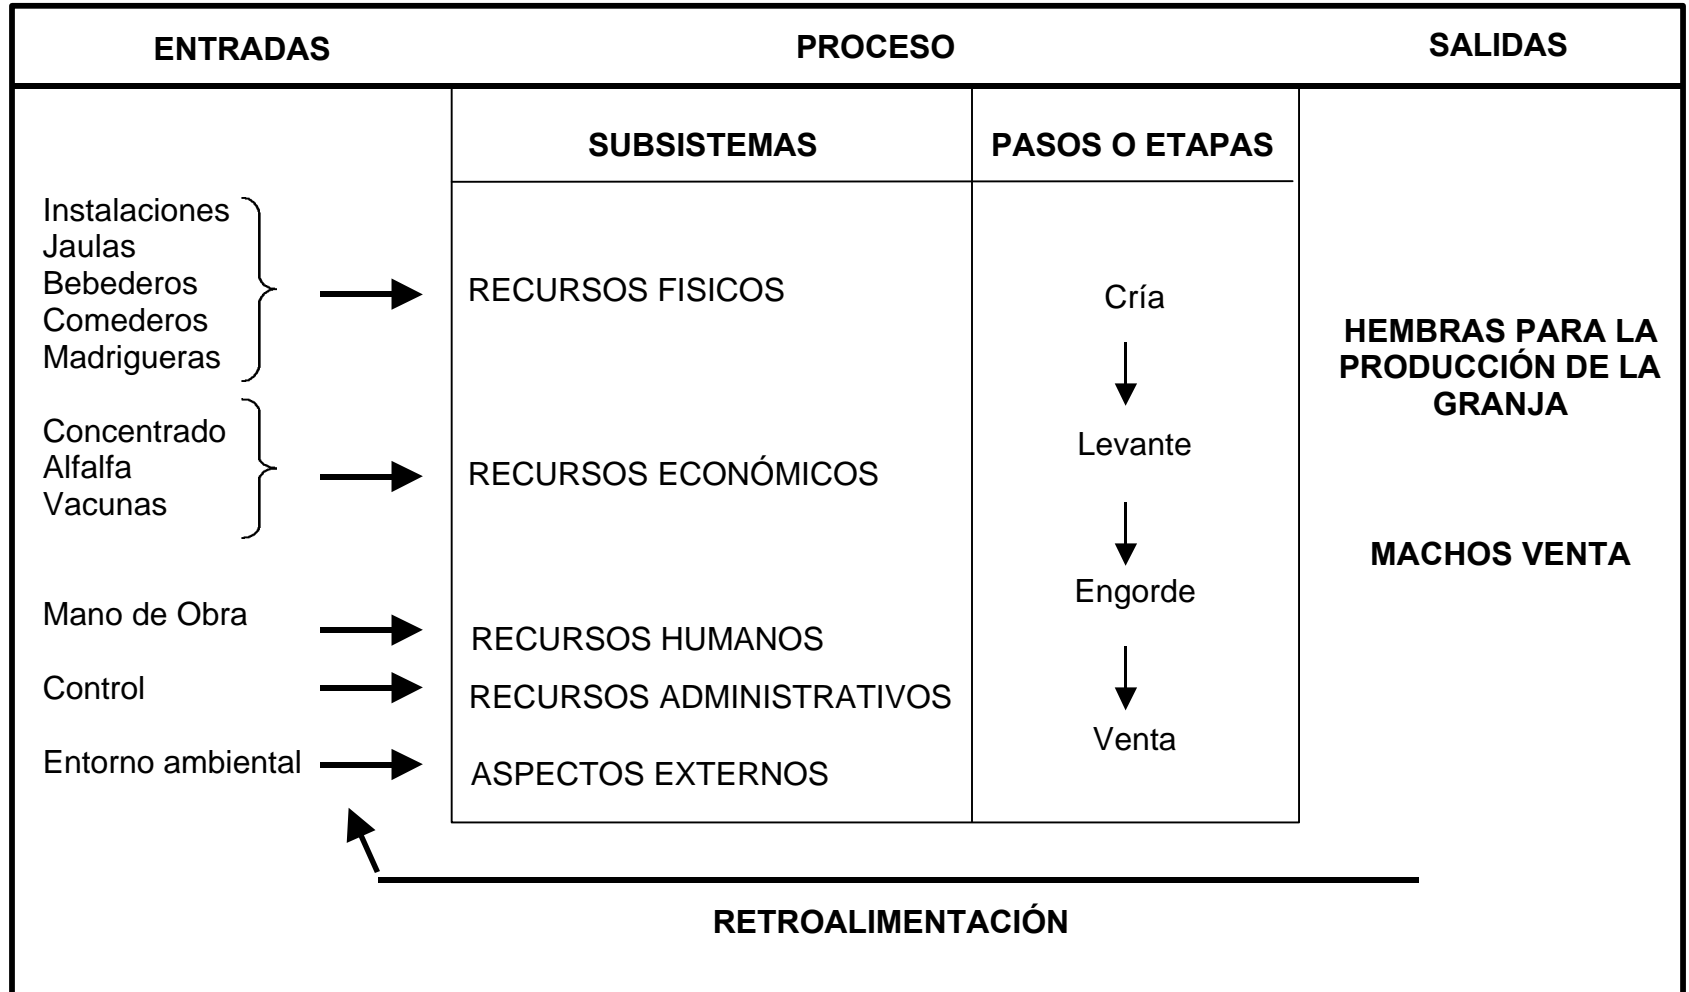 ENTRADAS
PROCESO
SALIDAS
SUBSISTEMAS
PASOS O ETAPAS
Instalaciones
Jaulas
Bebederos
Comederos
Madrigueras
RECURSOS FISICOS
Concentrado
Alfalfa
Vacunas
RECURSOS ECONÓMICOS
Mano de Obra
RECURSOS HUMANOS
Control
RECURSOS ADMINISTRATIVOS
Entorno ambiental
ASPECTOS EXTERNOS
Cría
Levante
Engorde
Venta
HEMBRAS PARA LA
PRODUCCIÓN DE LA
GRANJA
MACHOS VENTA
RETROALIMENTACIÓN